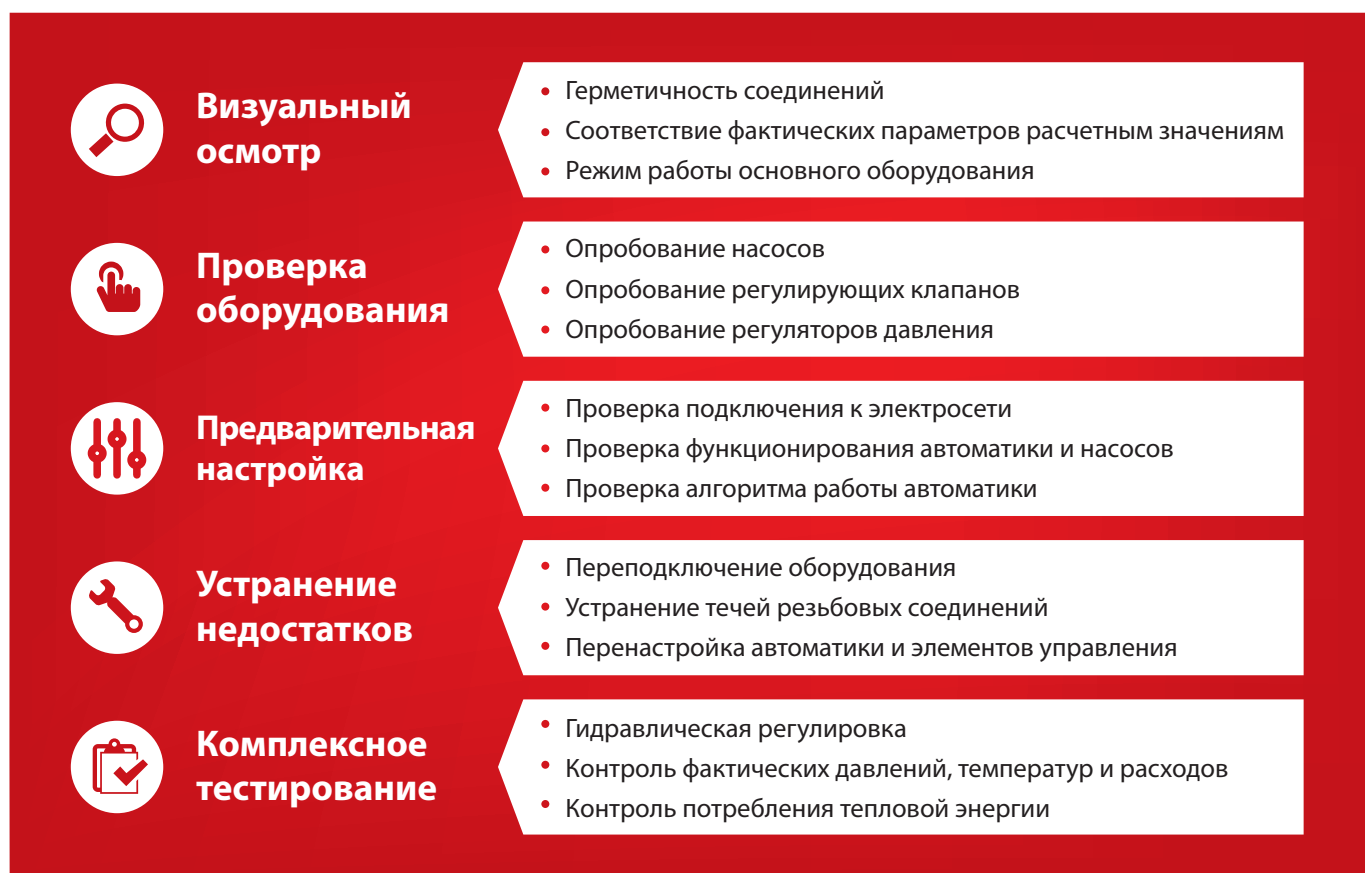 Визуальный
осмотр
• Герметичность соединений
• Соответствие фактических параметров расчетным значениям
• Режим работы основного оборудования
Проверка
оборудования
• Опробование насосов
• Опробование регулирующих клапанов
• Опробование регуляторов давления
Предварительная
настройка
• Проверка подключения к электросети
• Проверка функционирования автоматики и насосов
• Проверка алгоритма работы автоматики
Устранение
недостатков
• Переподключение оборудования
• Устранение течей резьбовых соединений
• Перенастройка автоматики и элементов управления
Комплексное
тестирование
• Гидравлическая регулировка
• Контроль фактических давлений, температур и расходов
• Контроль потребления тепловой энергии